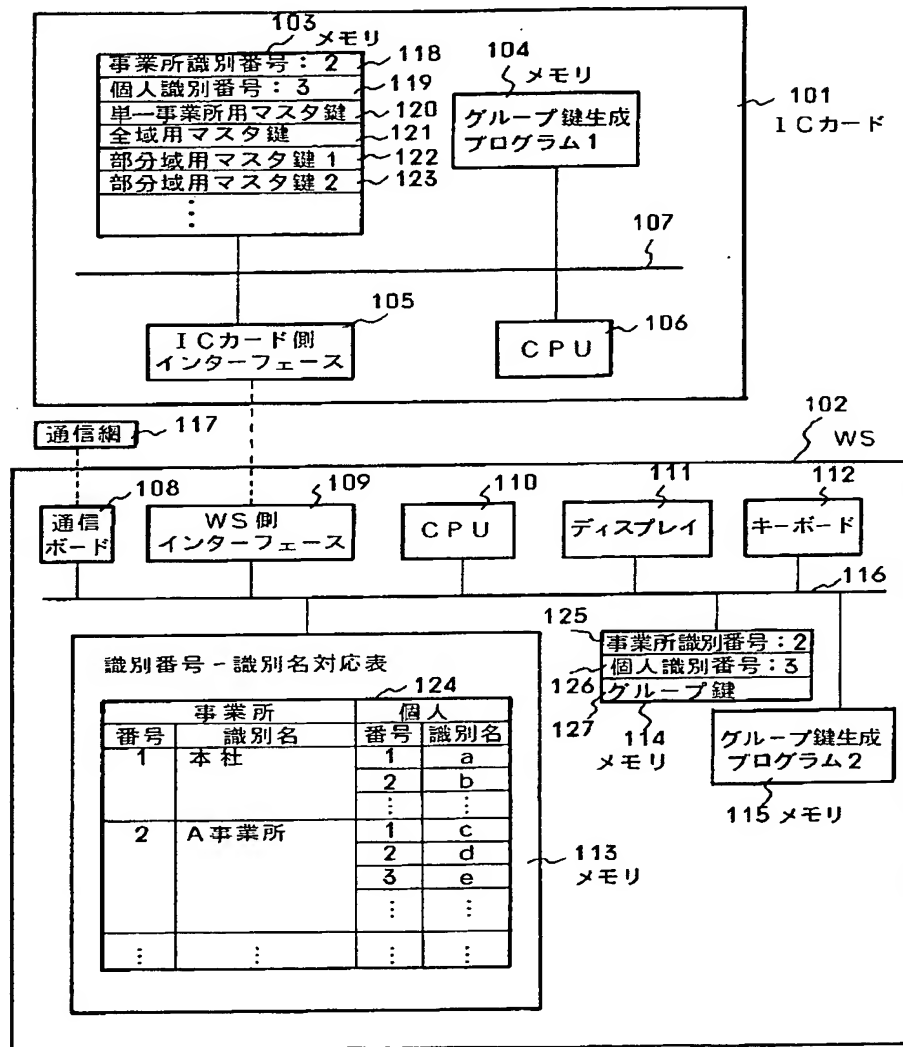 103
メモリ
事業所識別番号：2
118
個人識別番号：3
119
単一事業所用マスタ鍵
120
全域用マスタ鍵
121
部分域用マスタ鍵1
122
部分域用マスタ鍵2
123
⋮
104
メモリ
グループ鍵生成
プログラム1
101
ICカード
107
105
ICカード側
インターフェース
106
CPU
通信網
117
102
WS
108
通信
ボード
109
WS側
インターフェース
110
CPU
111
ディスプレイ
112
キーボード
116
識別番号－識別名対応表
124
事業所 個人
番号 識別名 番号 識別名
1 本社 1 a
2 b
⋮ ⋮
2 A事業所 1 c
2 d
3 e
⋮ ⋮
⋮ ⋮ ⋮ ⋮
113
メモリ
125
事業所識別番号：2
126
個人識別番号：3
127
グループ鍵
114
メモリ
グループ鍵生成
プログラム2
115 メモリ